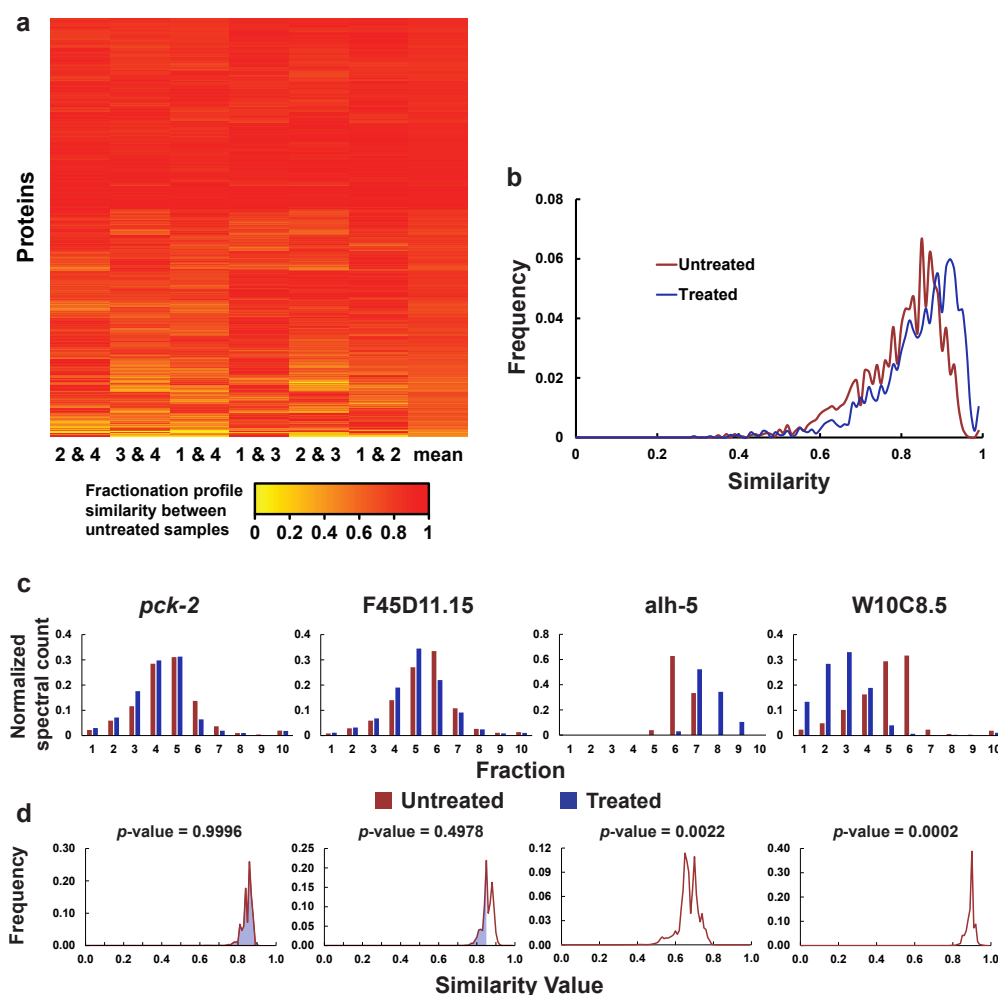 a
Proteins
2 & 4 3 & 4 1 & 4 1 & 3 2 & 3 1 & 2 mean
Fractionation profile
similarity between
untreated samples
0 0.2 0.4 0.6 0.8 1
b
Frequency
0.08
0.06
0.04
0.02
0
0 0.2 0.4 0.6 0.8 1
Untreated
Treated
Similarity
c
pck-2
F45D11.15
alh-5
W10C8.5
Normalized
spectral count
0.4
0.3
0.2
0.1
0
1 2 3 4 5 6 7 8 9 10
0.4
0.3
0.2
0.1
0
1 2 3 4 5 6 7 8 9 10
0.8
0.6
0.4
0.2
0
1 2 3 4 5 6 7 8 9 10
0.4
0.3
0.2
0.1
0
1 2 3 4 5 6 7 8 9 10
Fraction
Untreated Treated
d
p-value = 0.9996
p-value = 0.4978
p-value = 0.0022
p-value = 0.0002
Frequency
0.30
0.20
0.10
0.00
0.0 0.2 0.4 0.6 0.8 1.0
0.25
0.20
0.15
0.10
0.05
0.00
0.0 0.2 0.4 0.6 0.8 1.0
0.15
0.12
0.09
0.06
0.03
0.00
0.0 0.2 0.4 0.6 0.8 1.0
0.40
0.30
0.20
0.10
0.00
0.0 0.2 0.4 0.6 0.8 1.0
Similarity Value